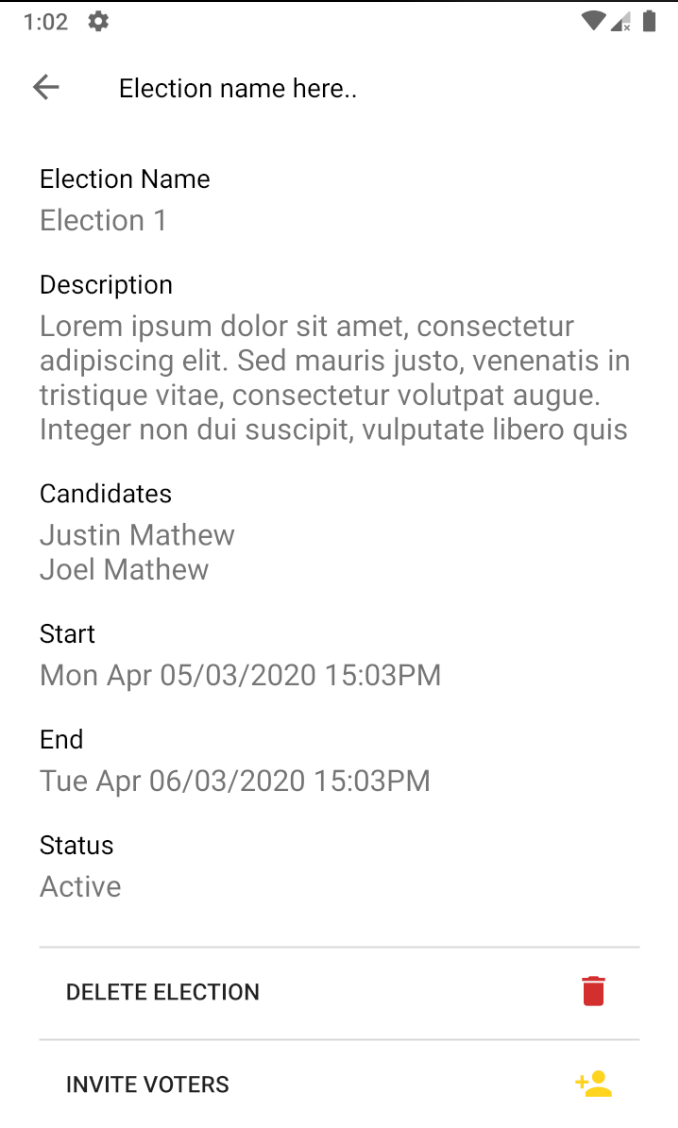 1:02
Election name here..
Election Name
Election 1
Description
Lorem ipsum dolor sit amet, consectetur
adipiscing elit. Sed mauris justo, venenatis in
tristique vitae, consectetur volutpat augue.
Integer non dui suscipit, vulputate libero quis
Candidates
Justin Mathew
Joel Mathew
Start
Mon Apr 05/03/2020 15:03PM
End
Tue Apr 06/03/2020 15:03PM
Status
Active
DELETE ELECTION
INVITE VOTERS